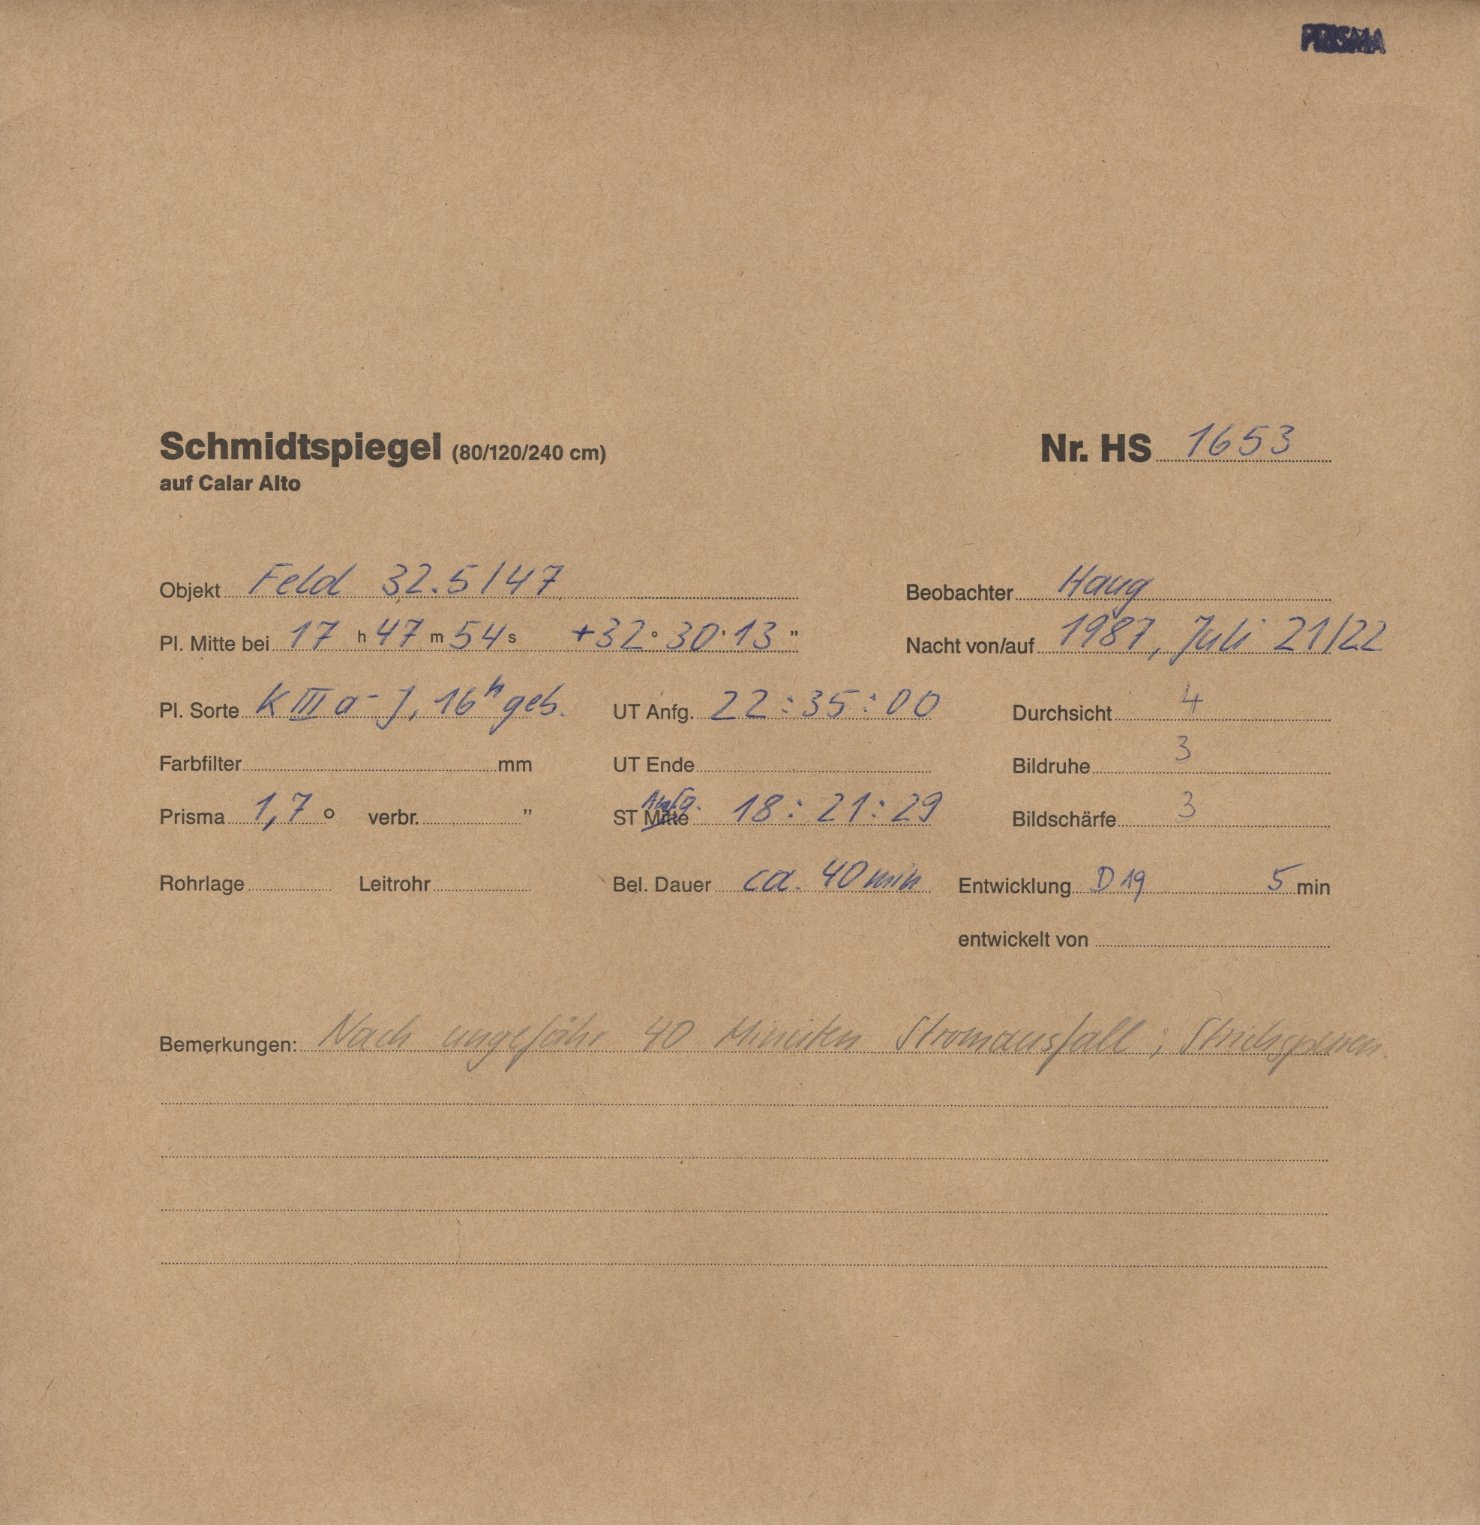 PRISMA
Schmidtspiegel (80/120/240 cm) Nr. HS 1653
auf Calar Alto
Objekt Feld 32.5/47 Beobachter Haug
Pl. Mitte bei 17 h 47 m 54 s +32° 30' 13" Nacht von/auf 1987, Juli 21/22
Pl. Sorte K III a-J, 16h geb. UT Anfg. 22:35:00 Durchsicht 4
Farbfilter mm UT Ende Bildruhe 3
Prisma 1,7° verbr. " ST Mitte Anfg. 18:21:29 Bildschärfe 3
Rohrlage Leitrohr Bel. Dauer ca. 40 min Entwicklung D 19 5 min
entwickelt von
Bemerkungen: Nach ungefähr 40 Minuten Stromausfall; Strichspuren.